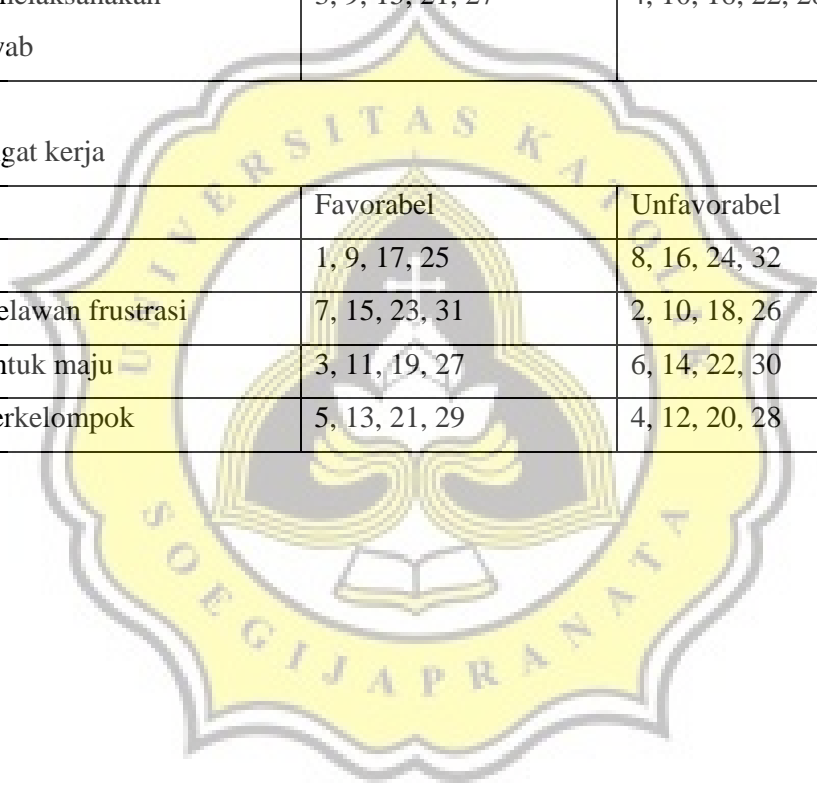 melaksanakan 3, 9, 15, 21, 27 4, 10, 16, 22, 28
vab
gat kerja
Favorabel Unfavorabel
1, 9, 17, 25 8, 16, 24, 32
elawan frustrasi 7, 15, 23, 31 2, 10, 18, 26
ntuk maju 3, 11, 19, 27 6, 14, 22, 30
erkelompok 5, 13, 21, 29 4, 12, 20, 28
UNIVERSITAS KATOLIK
SOEGIJAPRANATA